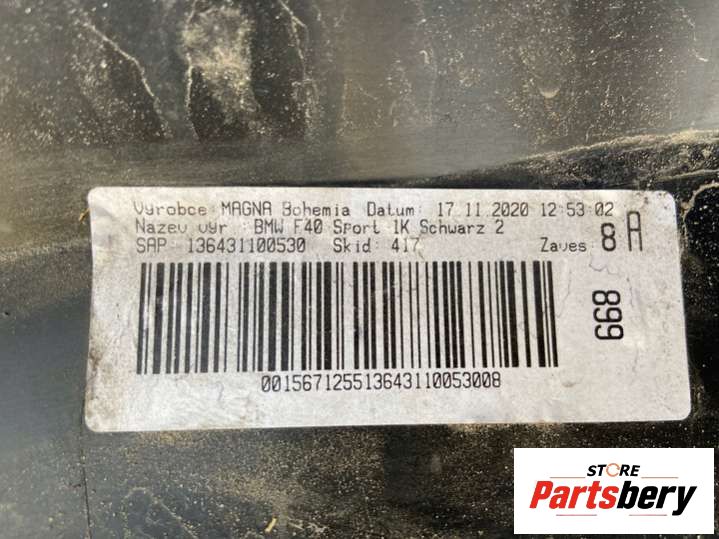 Vyrobce: MAGNA Bohemia Datum: 17.11.2020 12:53:02
Nazev vyr : BMW F40 Sport 1K Schwarz 2
SAP : 136431100530 Skid: 417 Zaves: 8 A
899
001567125513643110053008
STORE
Partsbery